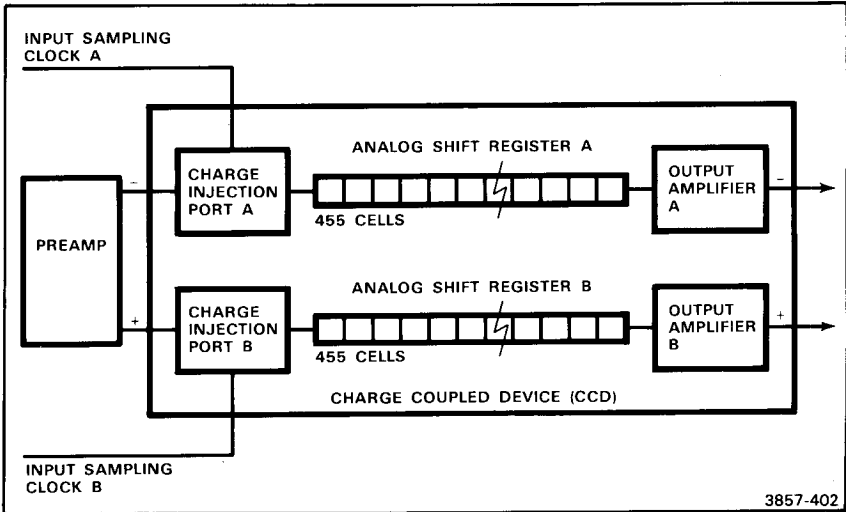 INPUT SAMPLING
CLOCK A
ANALOG SHIFT REGISTER A
CHARGE
INJECTION
PORT A
OUTPUT
AMPLIFIER
A
–
–
455 CELLS
PREAMP
ANALOG SHIFT REGISTER B
CHARGE
INJECTION
PORT B
OUTPUT
AMPLIFIER
B
+
+
455 CELLS
CHARGE COUPLED DEVICE (CCD)
INPUT SAMPLING
CLOCK B
3857-402